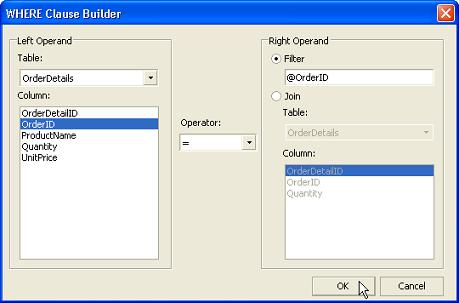 WHERE Clause Builder
Left Operand
Table:
OrderDetails
Column:
OrderDetailID
OrderID
ProductName
Quantity
UnitPrice
Operator:
=
Right Operand
Filter
@OrderID
Join
Table:
OrderDetails
Column:
OrderDetailID
OrderID
Quantity
OK
Cancel